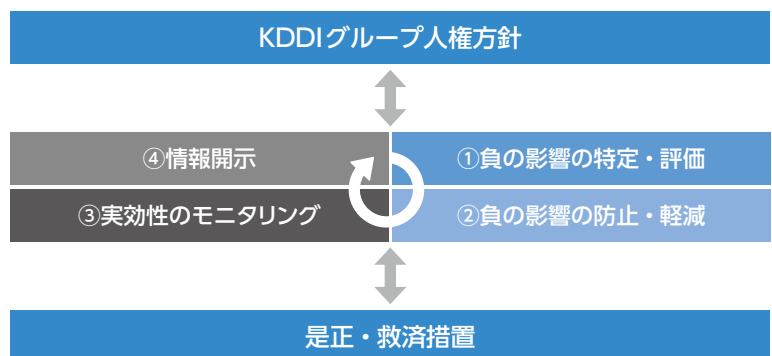 KDDIグループ人権方針
④情報開示
①負の影響の特定・評価
③実効性のモニタリング
②負の影響の防止・軽減
是正・救済措置